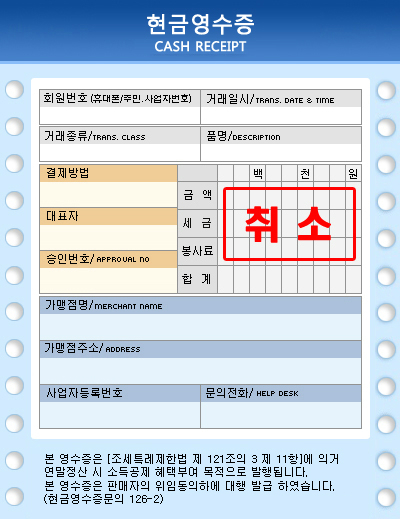 현금영수증
CASH RECEIPT
회원번호 (휴대폰/주민.사업자번호) 거래일시/TRANS. DATE & TIME
거래종류/TRANS. CLASS 품명/DESCRIPTION
결제방법 백 천 원
금 액
대표자 세 금
취소
봉사료
승인번호/APPROVAL NO
합 계
가맹점명/MERCHANT NAME
가맹점주소/ADDRESS
사업자등록번호 문의전화/HELP DESK
본 영수증은 [조세특례제한법 제 121조의 3 제 11항]에 의거
연말정산 시 소득공제 혜택부여 목적으로 발행됩니다.
본 영수증은 판매자의 위임동의하에 대행 발급 하였습니다.
(현금영수증문의 126-2)